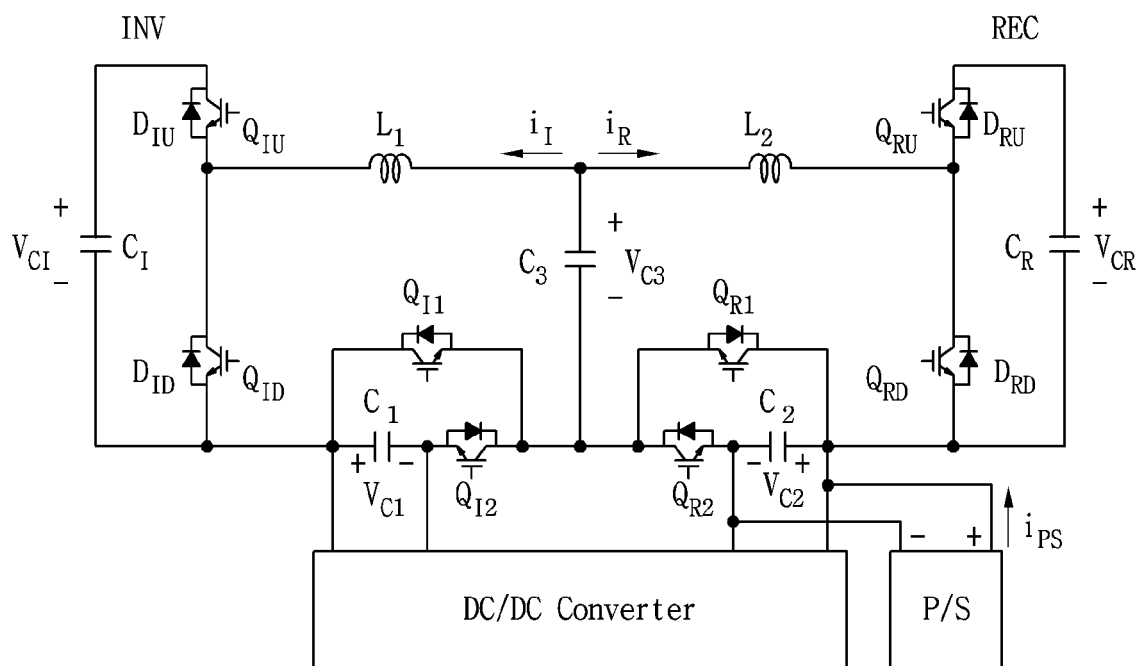 INV
REC
D_IU
Q_IU
L_1
i_I
i_R
L_2
Q_RU
D_RU
+
V_CI
-
C_I
C_3
+
V_C3
-
C_R
+
V_CR
-
Q_I1
Q_R1
D_ID
Q_ID
Q_RD
D_RD
C_1
C_2
+
-
V_C1
Q_I2
Q_R2
-
+
V_C2
-
+
i_PS
DC/DC Converter
P/S